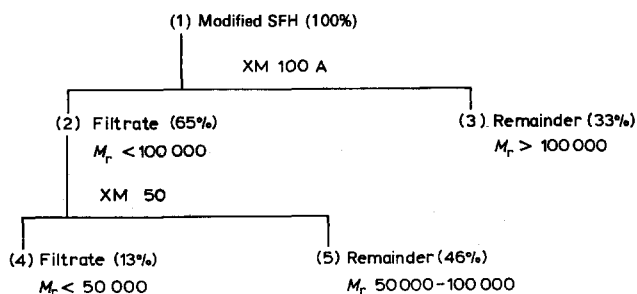 (1) Modified SFH (100%)
XM 100 A
(2) Filtrate (65%)
(3) Remainder (33%)
Mr < 100 000
Mr > 100 000
XM 50
(4) Filtrate (13%)
(5) Remainder (46%)
Mr < 50 000
Mr 50 000-100 000